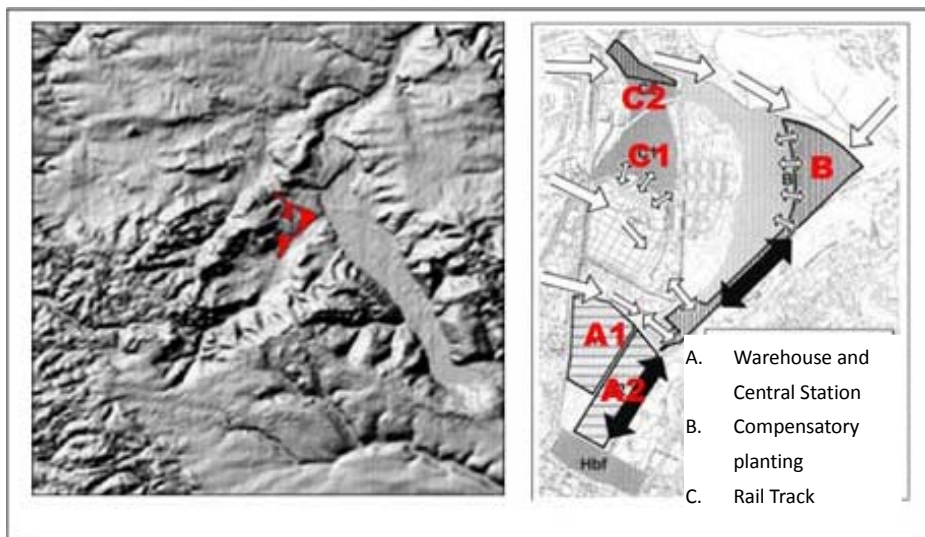 C2
C1
B
A1
A2
Hbf
A. Warehouse and
Central Station
B. Compensatory
planting
C. Rail Track